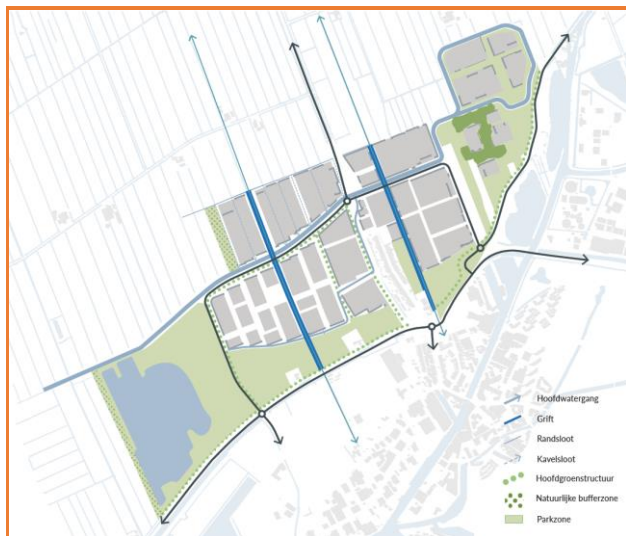 Hoofdwatergang
Grift
Randsloot
Kavelsloot
Hoofdgroenstructuur
Natuurlijke bufferzone
Parkzone